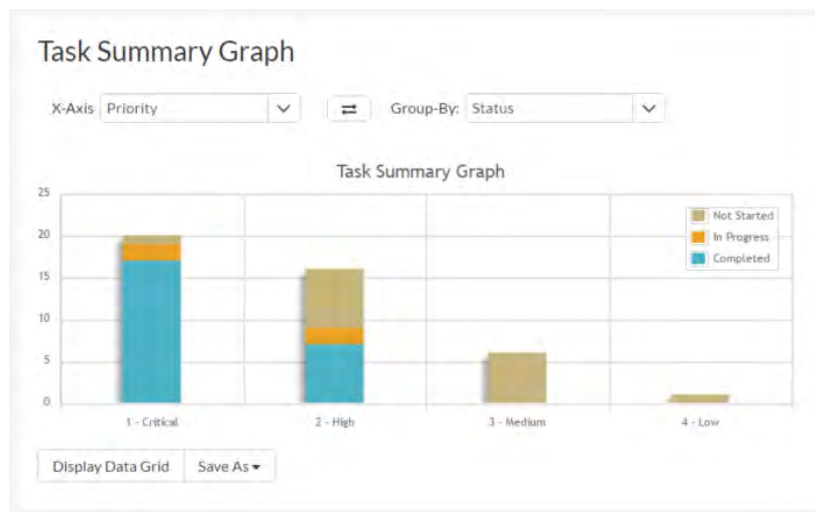 Task Summary Graph
X-Axis Priority Group-By: Status
Task Summary Graph
25
20
15
10
5
0
Not Started
In Progress
Completed
1 - Critical 2 - High 3 - Medium 4 - Low
Display Data Grid Save As